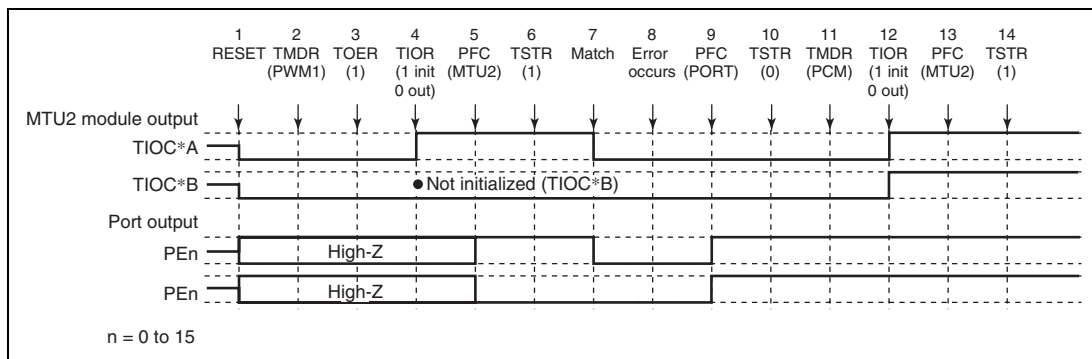 1 2 3 4 5 6 7 8 9 10 11 12 13 14
RESET TMDR TOER TIOR PFC TSTR Match Error PFC TSTR TMDR TIOR PFC TSTR
(PWM1) (1) (1 init (MTU2) (1) occurs (PORT) (0) (PCM) (1 init (MTU2) (1)
0 out) 0 out)
MTU2 module output
TIOC*A
TIOC*B
● Not initialized (TIOC*B)
Port output
PEn
High-Z
PEn
High-Z
n = 0 to 15